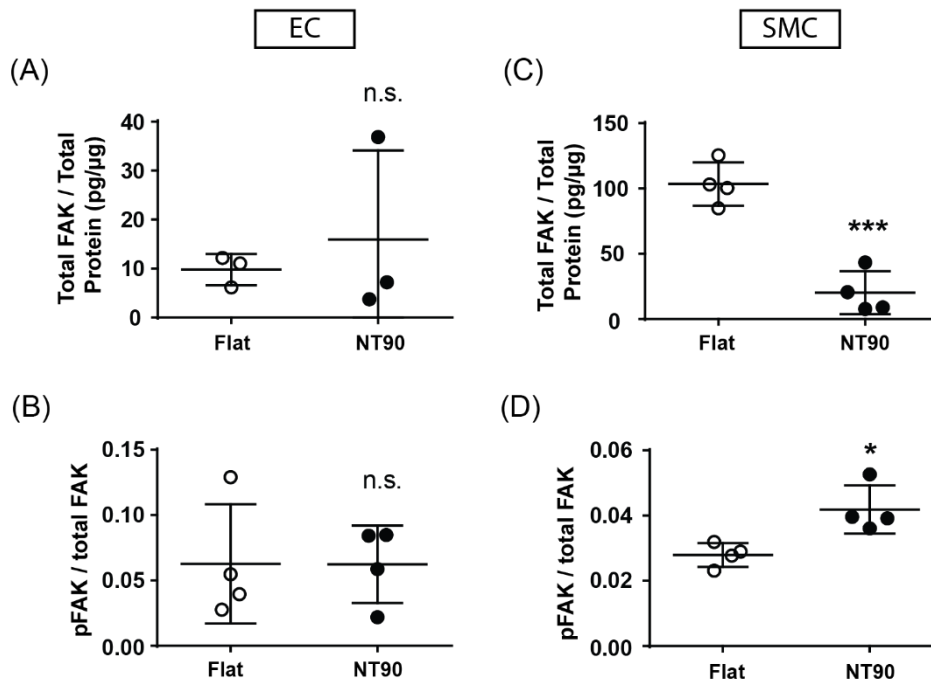 EC
(A)
Total FAK / Total
Protein (pg/µg)
n.s.
40
30
20
10
0
Flat NT90
(B)
pFAK / total FAK
n.s.
0.15
0.10
0.05
0.00
Flat NT90
SMC
(C)
Total FAK / Total
Protein (pg/µg)
***
150
100
50
0
Flat NT90
(D)
pFAK / total FAK
*
0.06
0.04
0.02
0.00
Flat NT90